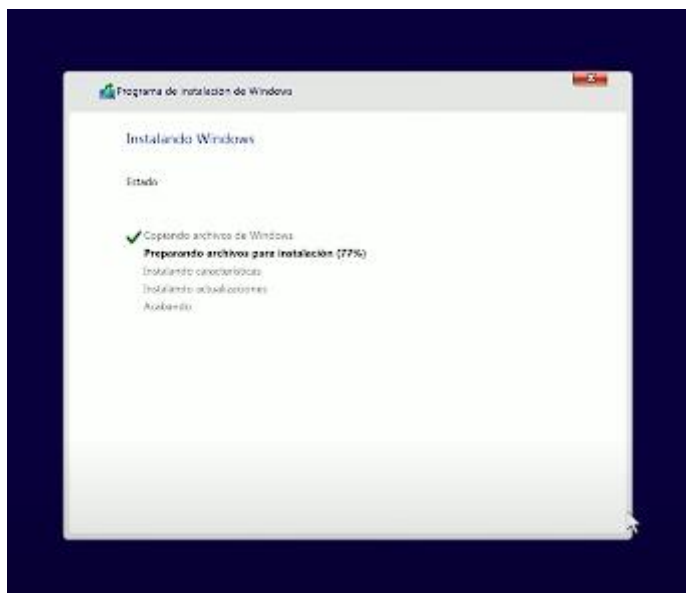 Programa de instalación de Windows
Instalando Windows
Estado
Copiando archivos de Windows
Preparando archivos para instalación (77%)
Instalando características
Instalando actualizaciones
Acabando